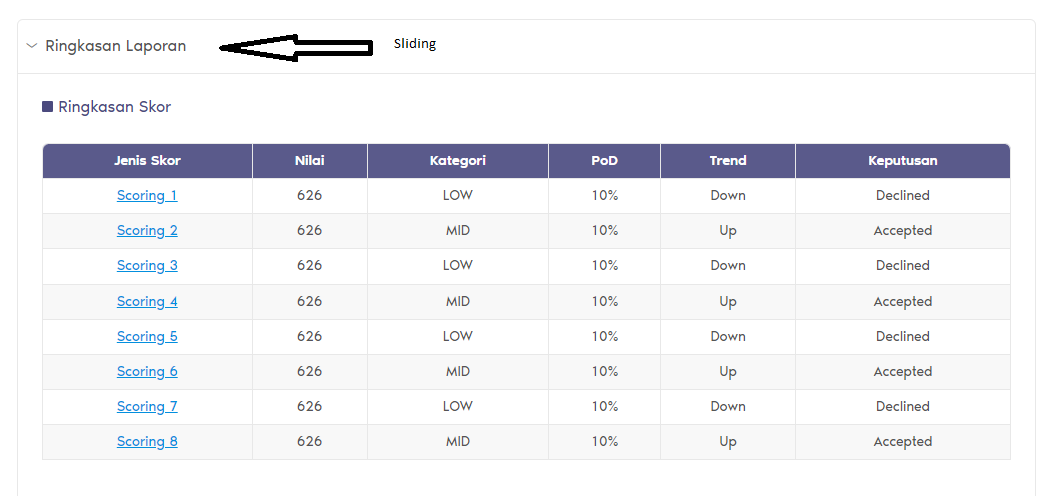 Ringkasan Laporan Sliding
Ringkasan Skor
Jenis Skor Nilai Kategori PoD Trend Keputusan
Scoring 1 626 LOW 10% Down Declined
Scoring 2 626 MID 10% Up Accepted
Scoring 3 626 LOW 10% Down Declined
Scoring 4 626 MID 10% Up Accepted
Scoring 5 626 LOW 10% Down Declined
Scoring 6 626 MID 10% Up Accepted
Scoring 7 626 LOW 10% Down Declined
Scoring 8 626 MID 10% Up Accepted